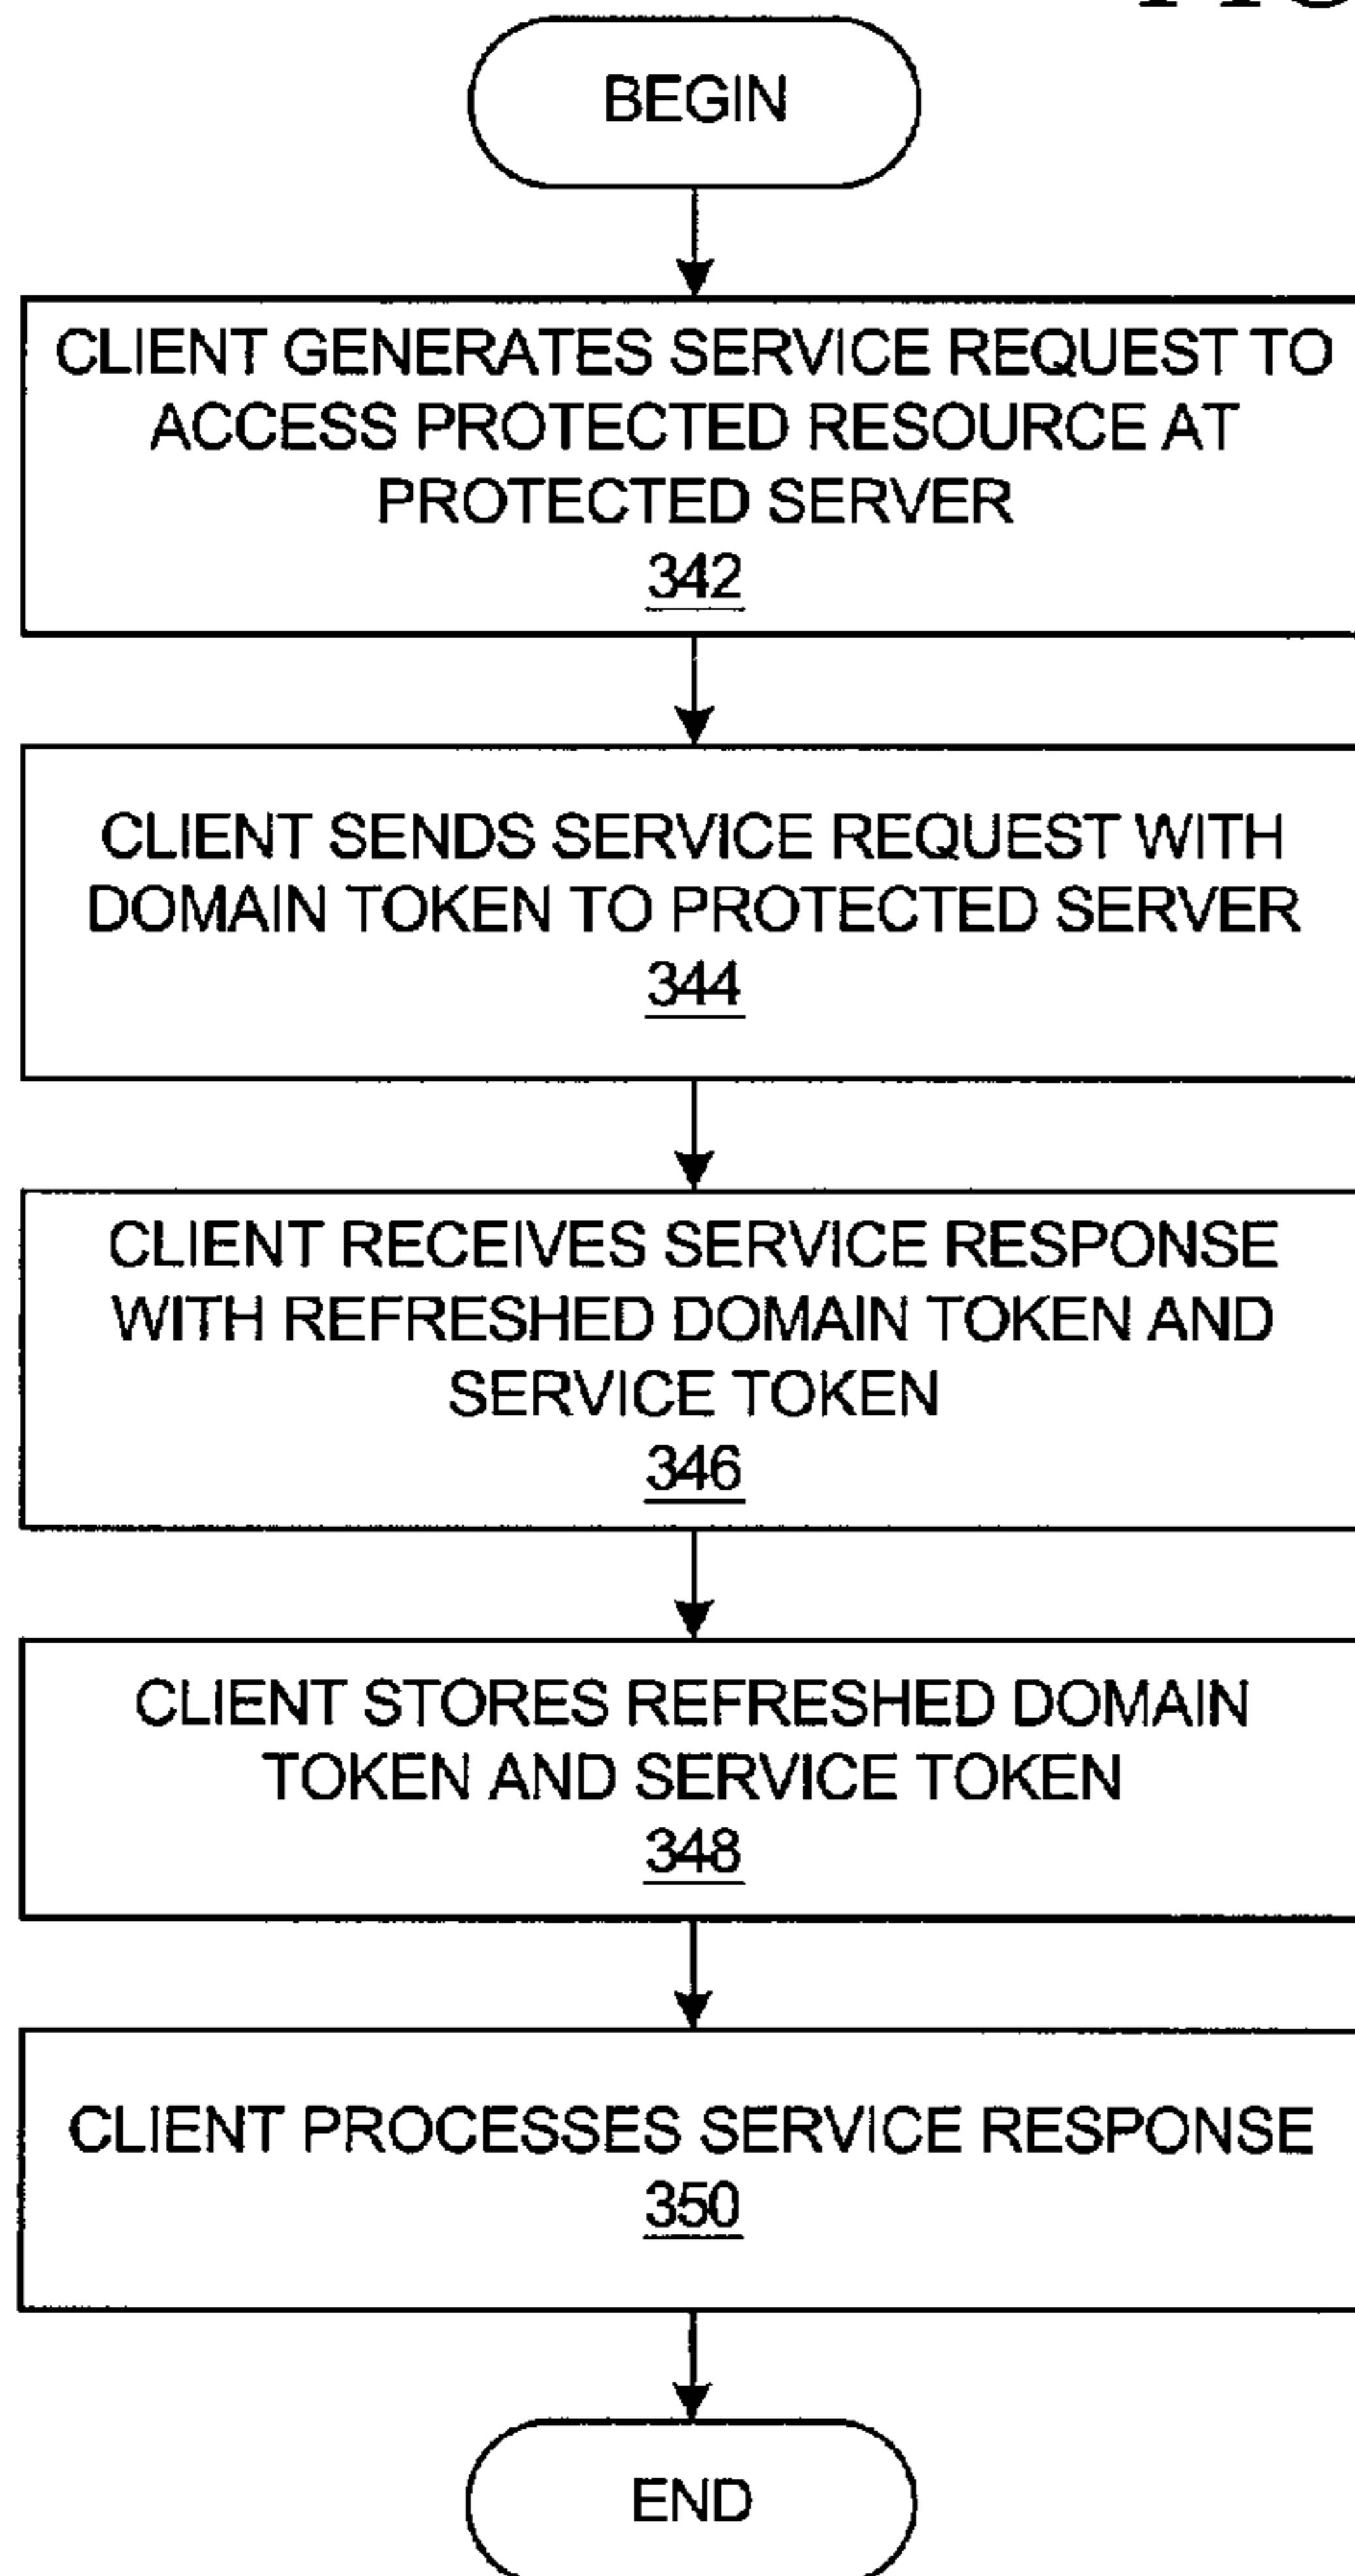 BEGIN
CLIENT GENERATES SERVICE REQUEST TO
ACCESS PROTECTED RESOURCE AT
PROTECTED SERVER
342
CLIENT SENDS SERVICE REQUEST WITH
DOMAIN TOKEN TO PROTECTED SERVER
344
CLIENT RECEIVES SERVICE RESPONSE
WITH REFRESHED DOMAIN TOKEN AND
SERVICE TOKEN
346
CLIENT STORES REFRESHED DOMAIN
TOKEN AND SERVICE TOKEN
348
CLIENT PROCESSES SERVICE RESPONSE
350
END